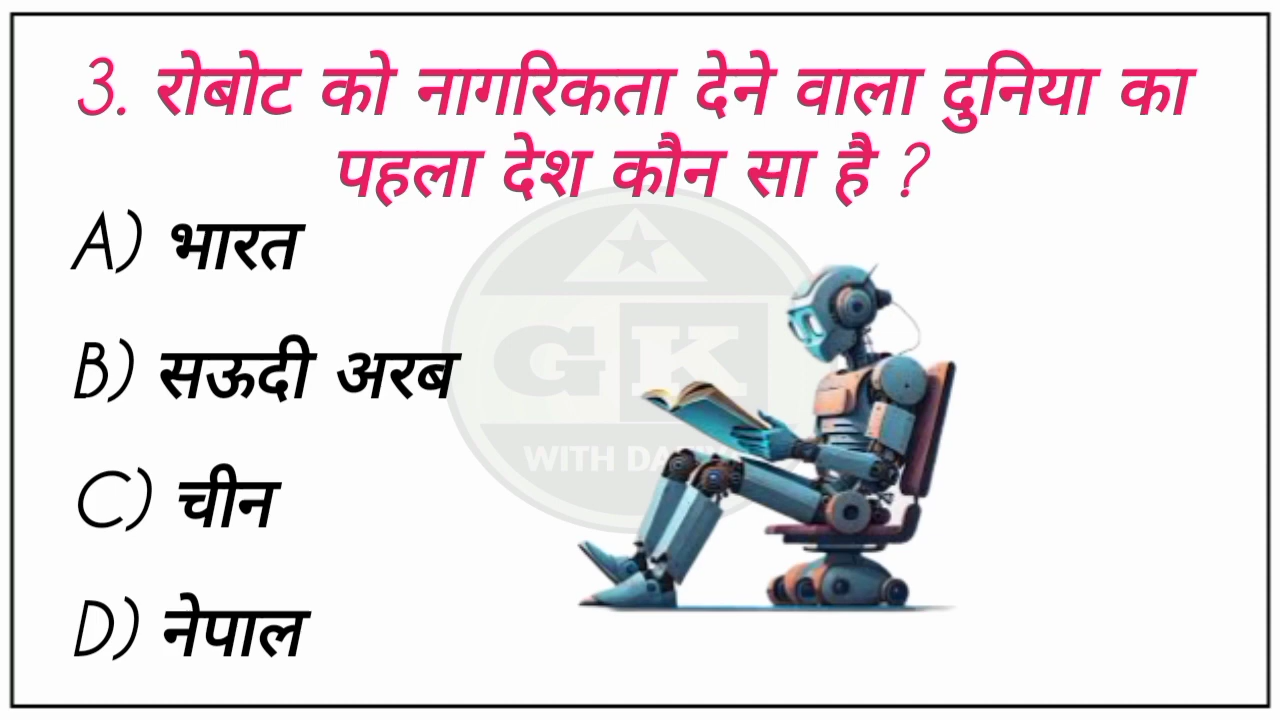 3. रोबोट को नागरिकता देने वाला दुनिया का
पहला देश कौन सा है ?
A) भारत
B) सऊदी अरब
C) चीन
D) नेपाल
GK
WITH